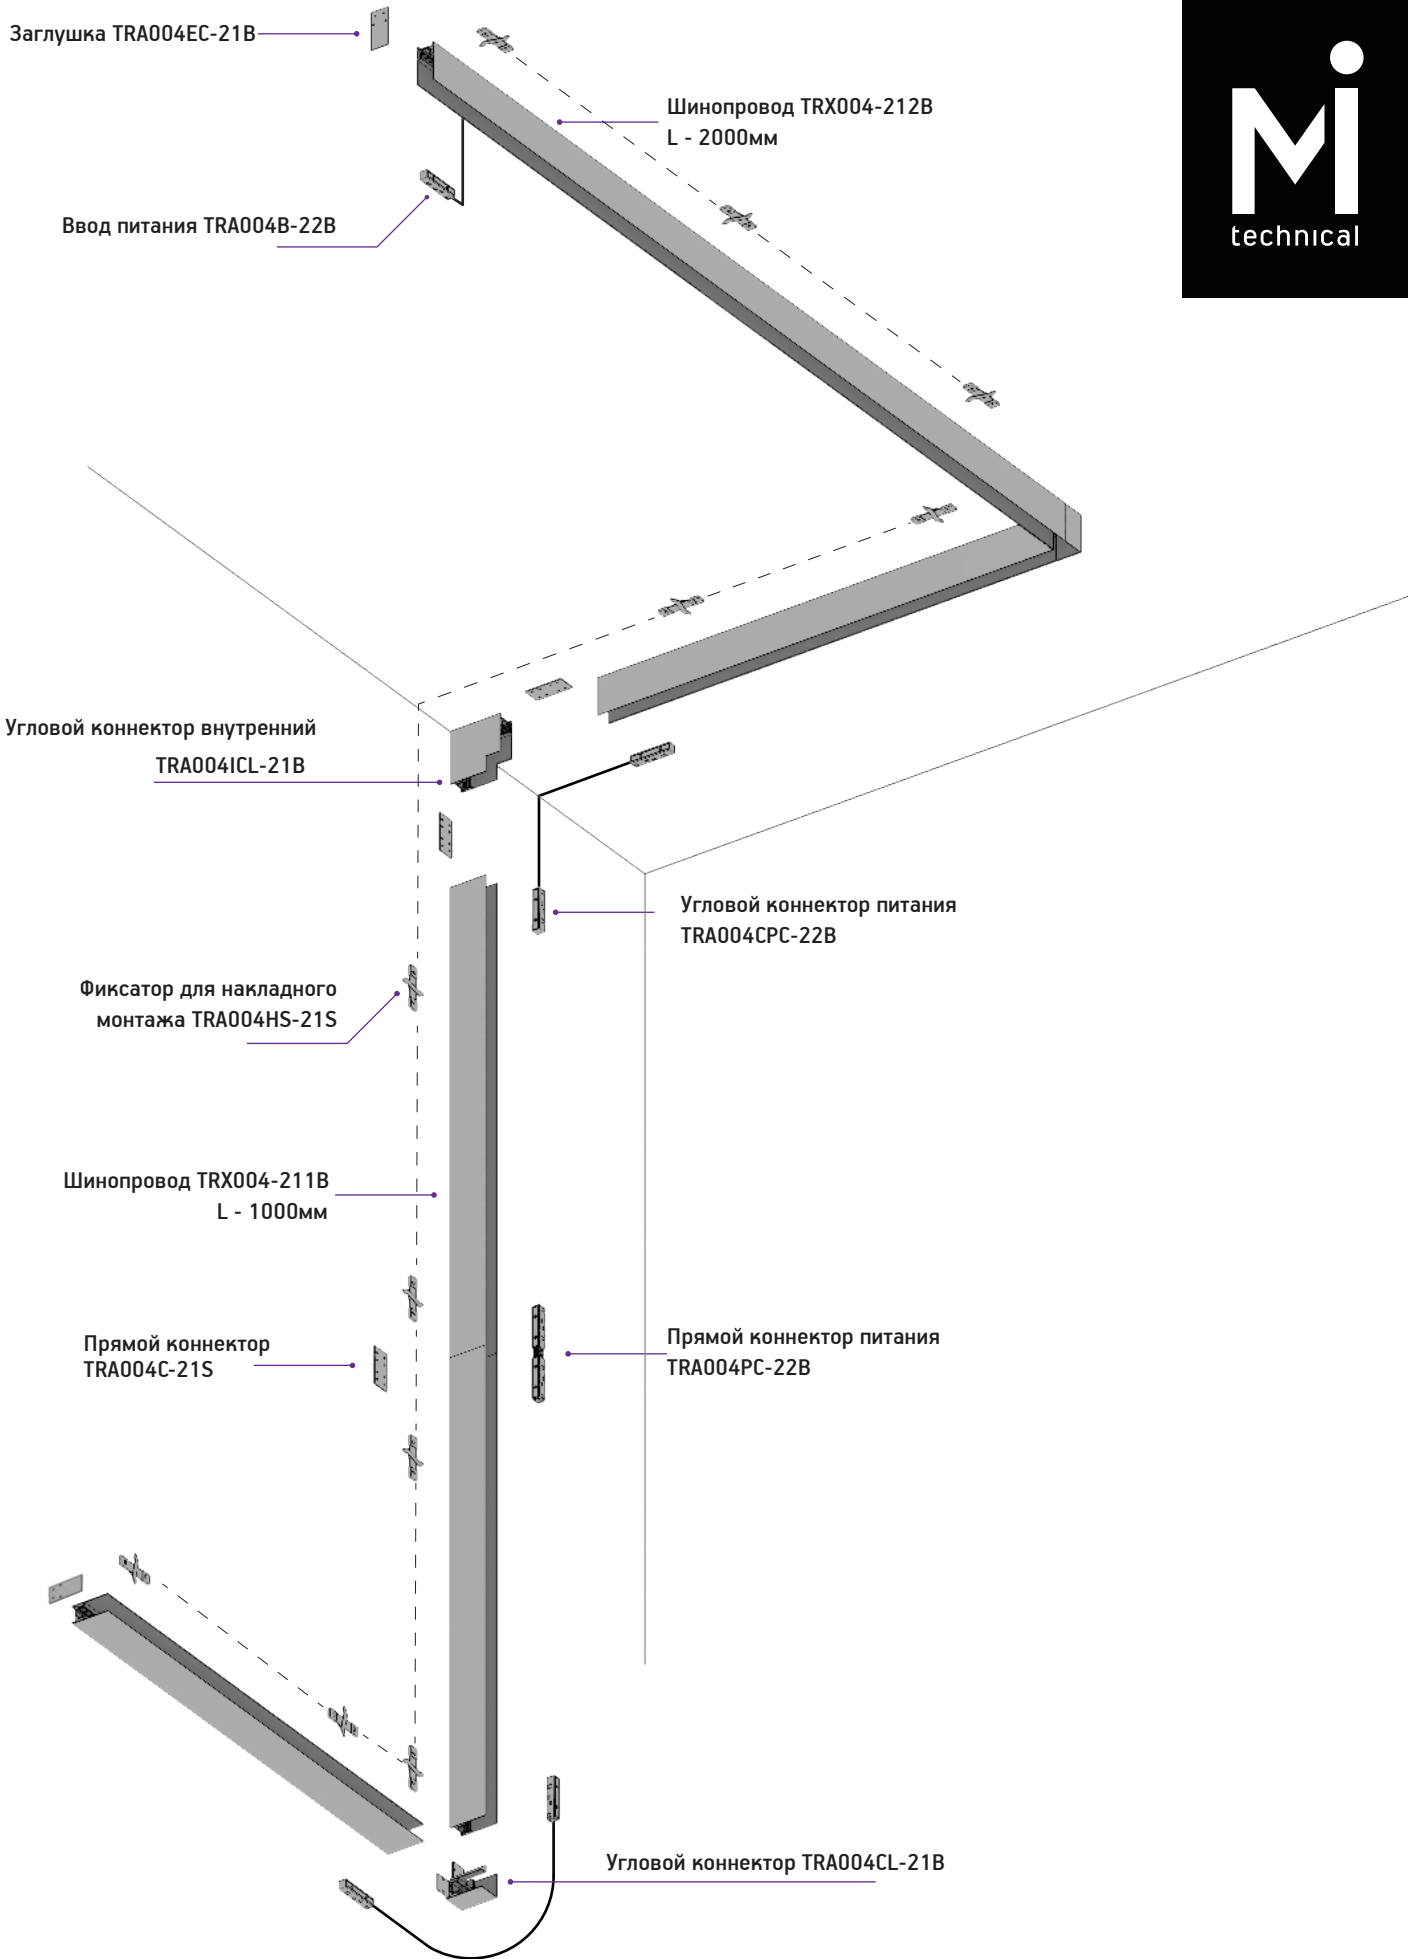 Заглушка TRA004EC-21B
Шинопровод TRX004-212B
L - 2000мм
technical
Ввод питания TRA004B-22B
Угловой коннектор внутренний
TRA004ICL-21B
Угловой коннектор питания
TRA004CPC-22B
Фиксатор для накладного
монтажа TRA004HS-21S
Шинопровод TRX004-211B
L - 1000мм
Прямой коннектор
TRA004C-21S
Прямой коннектор питания
TRA004PC-22B
Угловой коннектор TRA004CL-21B